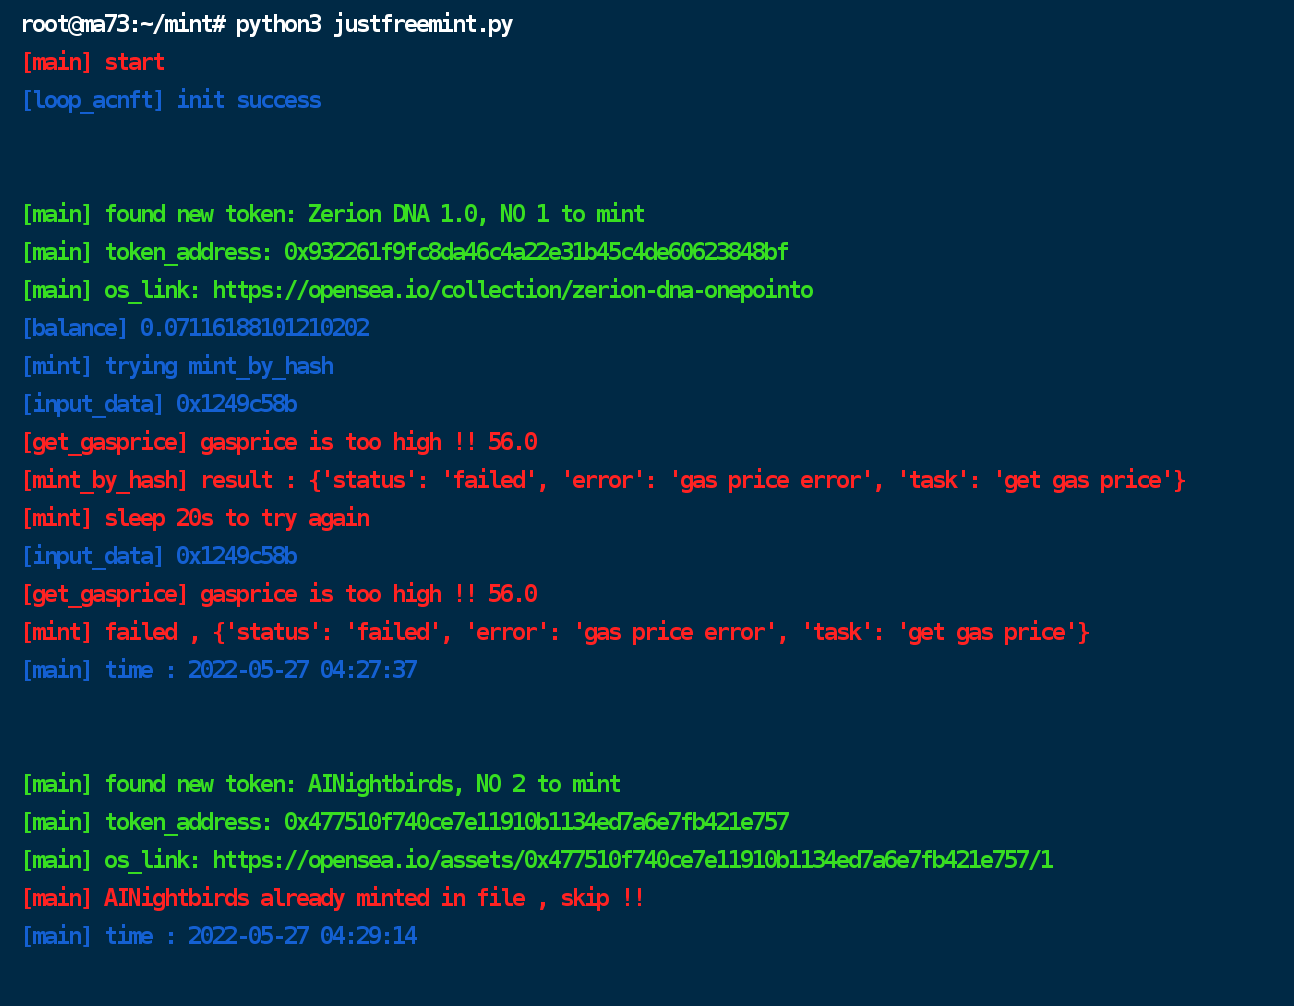 root@ma73:~/mint# python3 justfreemint.py
[main] start
[loop_acnft] init success
[main] found new token: Zerion DNA 1.0, NO 1 to mint
[main] token_address: 0x932261f9fc8da46c4a22e31b45c4de60623848bf
[main] os_link: https://opensea.io/collection/zerion-dna-onepointo
[balance] 0.07116188101210202
[mint] trying mint_by_hash
[input_data] 0x1249c58b
[get_gasprice] gasprice is too high !! 56.0
[mint_by_hash] result : {'status': 'failed', 'error': 'gas price error', 'task': 'get gas price'}
[mint] sleep 20s to try again
[input_data] 0x1249c58b
[get_gasprice] gasprice is too high !! 56.0
[mint] failed , {'status': 'failed', 'error': 'gas price error', 'task': 'get gas price'}
[main] time : 2022-05-27 04:27:37
[main] found new token: AINightbirds, NO 2 to mint
[main] token_address: 0x477510f740ce7e11910b1134ed7a6e7fb421e757
[main] os_link: https://opensea.io/assets/0x477510f740ce7e11910b1134ed7a6e7fb421e757/1
[main] AINightbirds already minted in file , skip !!
[main] time : 2022-05-27 04:29:14